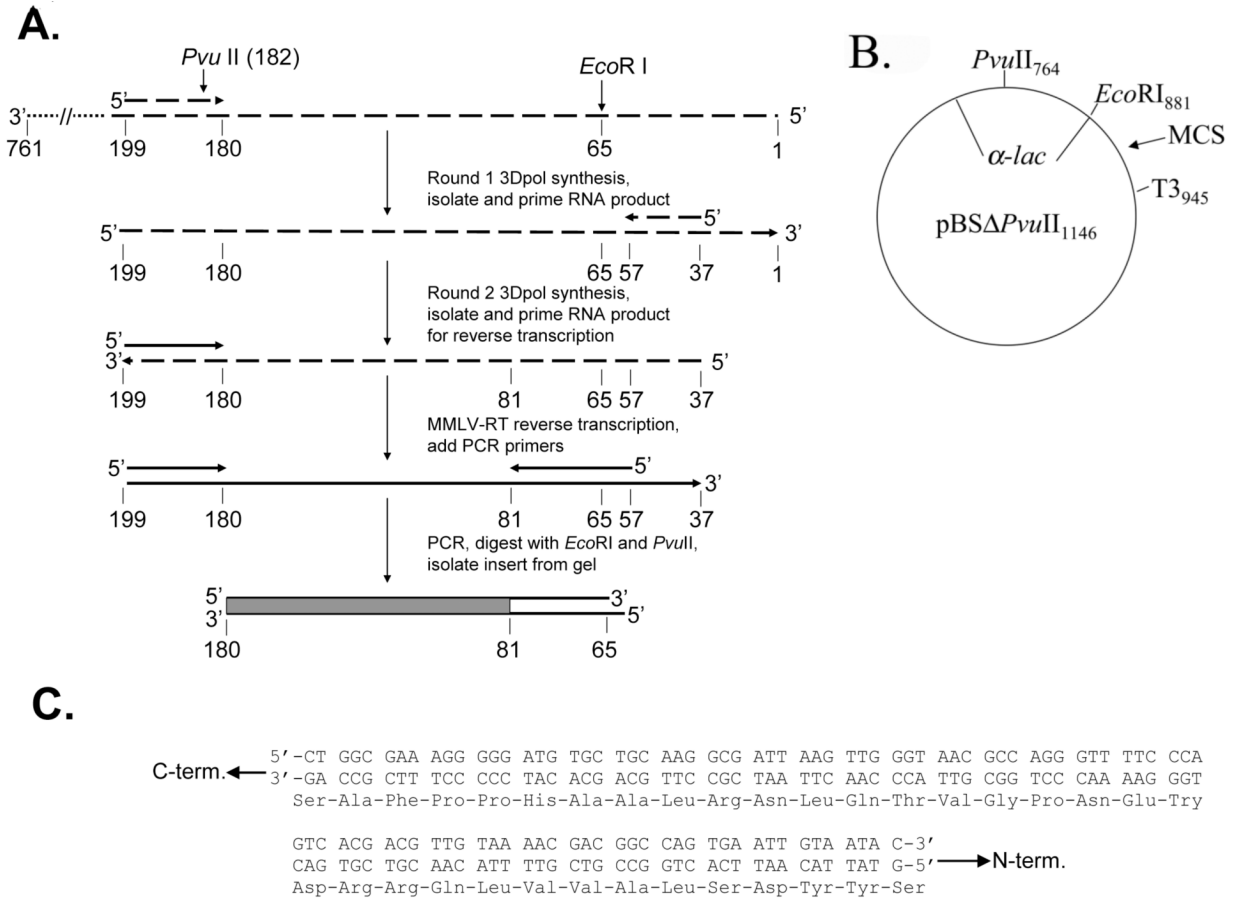 A.
Pvu II (182)
EcoR I
5'
3' // 5'
761 199 180 65 1
Round 1 3Dpol synthesis,
isolate and prime RNA product
5'
5' 3'
199 180 65 57 37 1
Round 2 3Dpol synthesis,
isolate and prime RNA product
for reverse transcription
5'
3' 5'
199 180 81 65 57 37
MMLV-RT reverse transcription,
add PCR primers
5' 5'
3'
199 180 81 65 57 37
PCR, digest with EcoRI and PvuII,
isolate insert from gel
5' 3'
3' 5'
180 81 65
B.
PvuII764
EcoRI881
MCS
α-lac
T3945
pBSΔPvuII1146
C.
5'-CT GGC GAA AGG GGG ATG TGC TGC AAG GCG ATT AAG TTG GGT AAC GCC AGG GTT TTC CCA
C-term. 3'-GA CCG CTT TCC CCC TAC ACG ACG TTC CGC TAA TTC AAC CCA TTG CGG TCC CAA AAG GGT
Ser-Ala-Phe-Pro-Pro-His-Ala-Ala-Leu-Arg-Asn-Leu-Gln-Thr-Val-Gly-Pro-Asn-Glu-Try
GTC ACG ACG TTG TAA AAC GAC GGC CAG TGA ATT GTA ATA C-3'
CAG TGC TGC AAC ATT TTG CTG CCG GTC ACT TAA CAT TAT G-5' N-term.
Asp-Arg-Arg-Gln-Leu-Val-Val-Ala-Leu-Ser-Asp-Tyr-Tyr-Ser